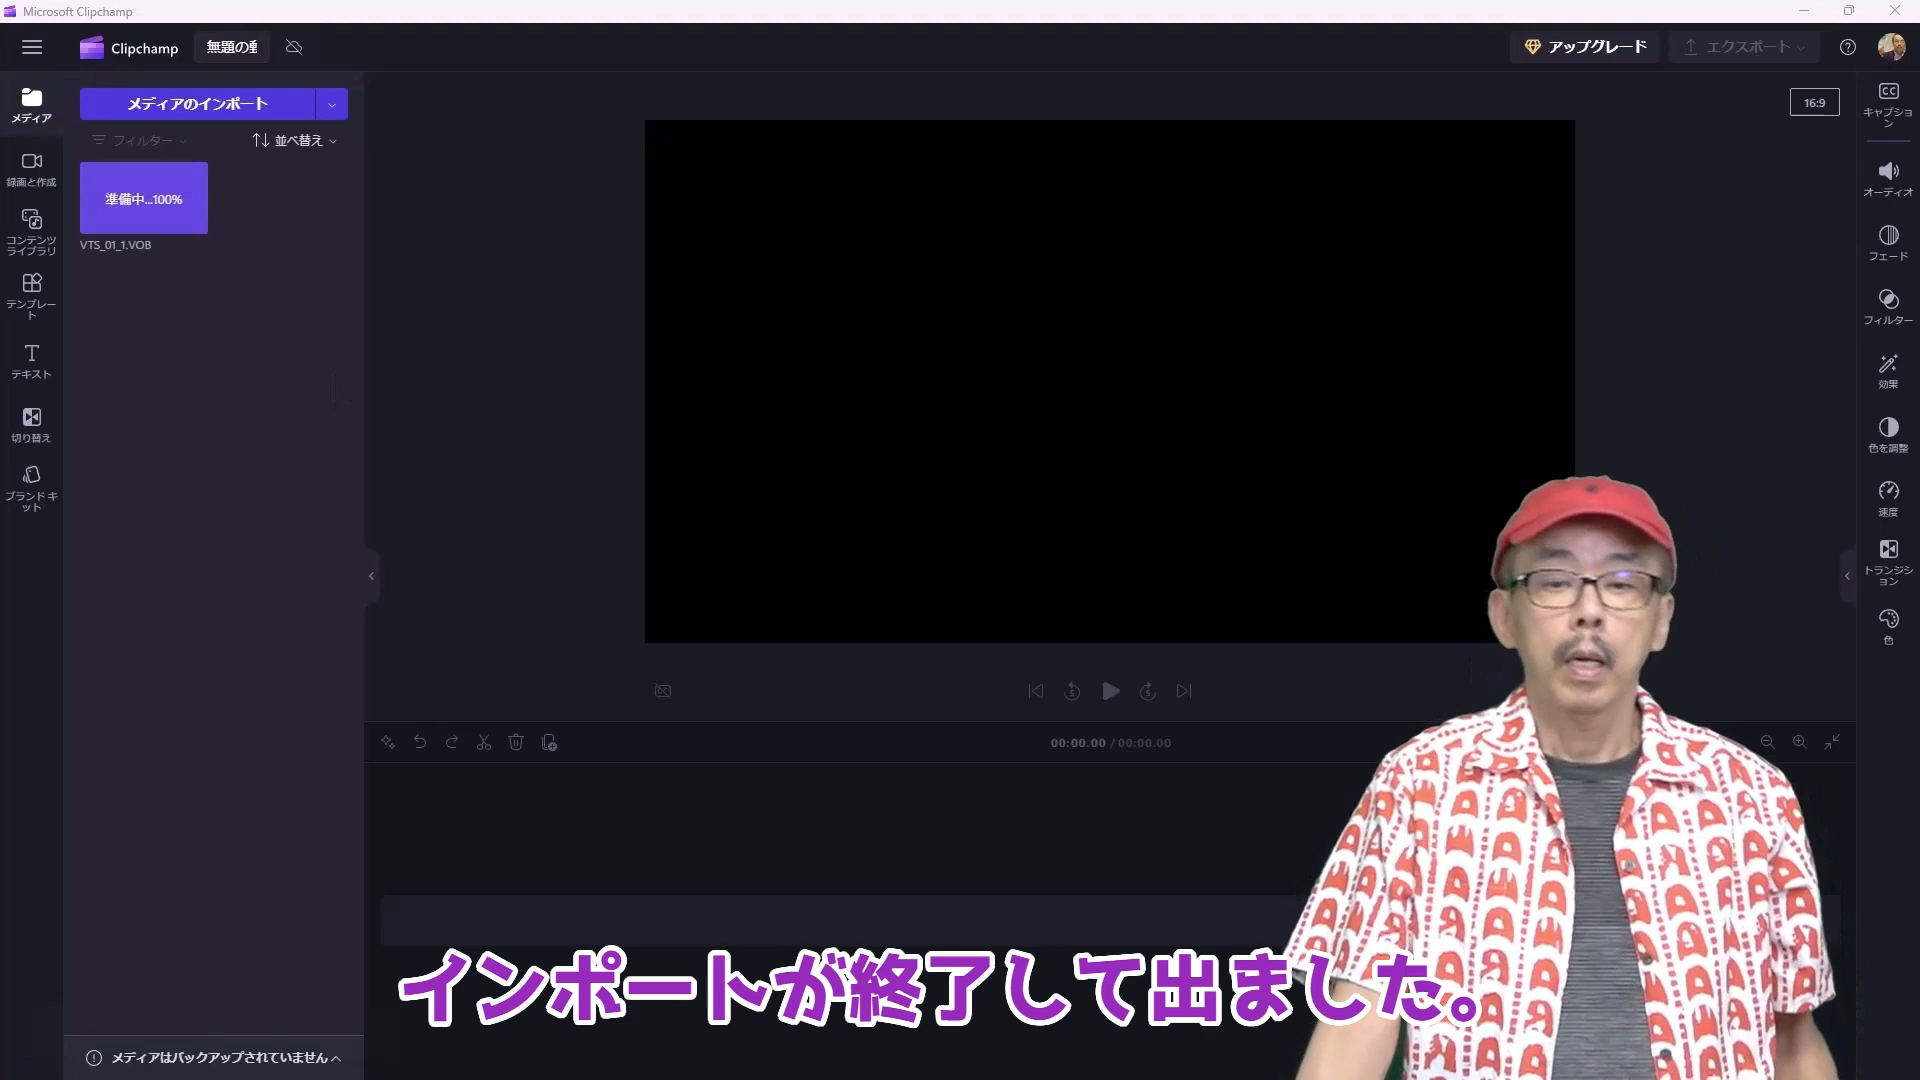 Microsoft Clipchamp
Clipchamp
無題の動
アップグレード
エクスポート
メディア
メディアのインポート
フィルター
並べ替え
準備中...100%
VTS_01_1.VOB
録画と作成
コンテンツ
ライブラリ
テンプレー
ト
テキスト
切り替え
ブランド キ
ット
16:9
キャプショ
ン
オーディオ
フェード
フィルター
効果
色を調整
速度
トランジシ
ョン
色
00:00.00 / 00:00.00
インポートが終了して出ました。
メディアはバックアップされていません